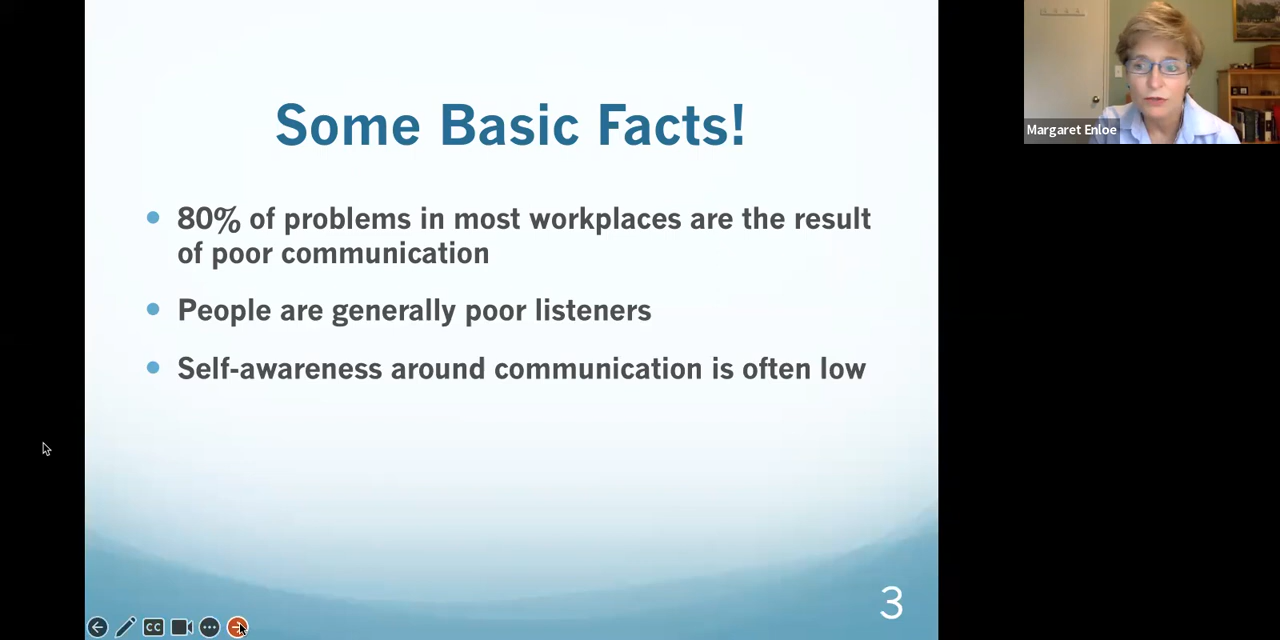 Some Basic Facts!
80% of problems in most workplaces are the result
of poor communication
People are generally poor listeners
Self-awareness around communication is often low
3
CC
Margaret Enloe